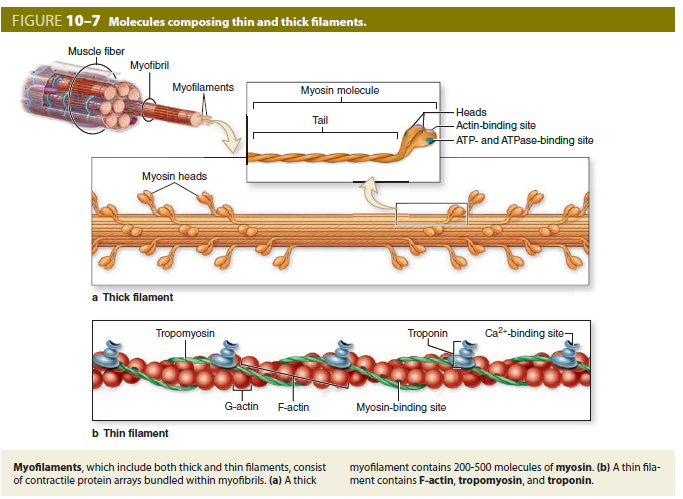 FIGURE 10–7 Molecules composing thin and thick filaments.
Muscle fiber
Myofibril
Myofilaments
Myosin molecule
Tail
Heads
Actin-binding site
ATP- and ATPase-binding site
Myosin heads
a Thick filament
Tropomyosin
Troponin
Ca²⁺-binding site
G-actin
F-actin
Myosin-binding site
b Thin filament
Myofilaments, which include both thick and thin filaments, consist
of contractile protein arrays bundled within myofibrils. (a) A thick
myofilament contains 200-500 molecules of myosin. (b) A thin fila-
ment contains F-actin, tropomyosin, and troponin.